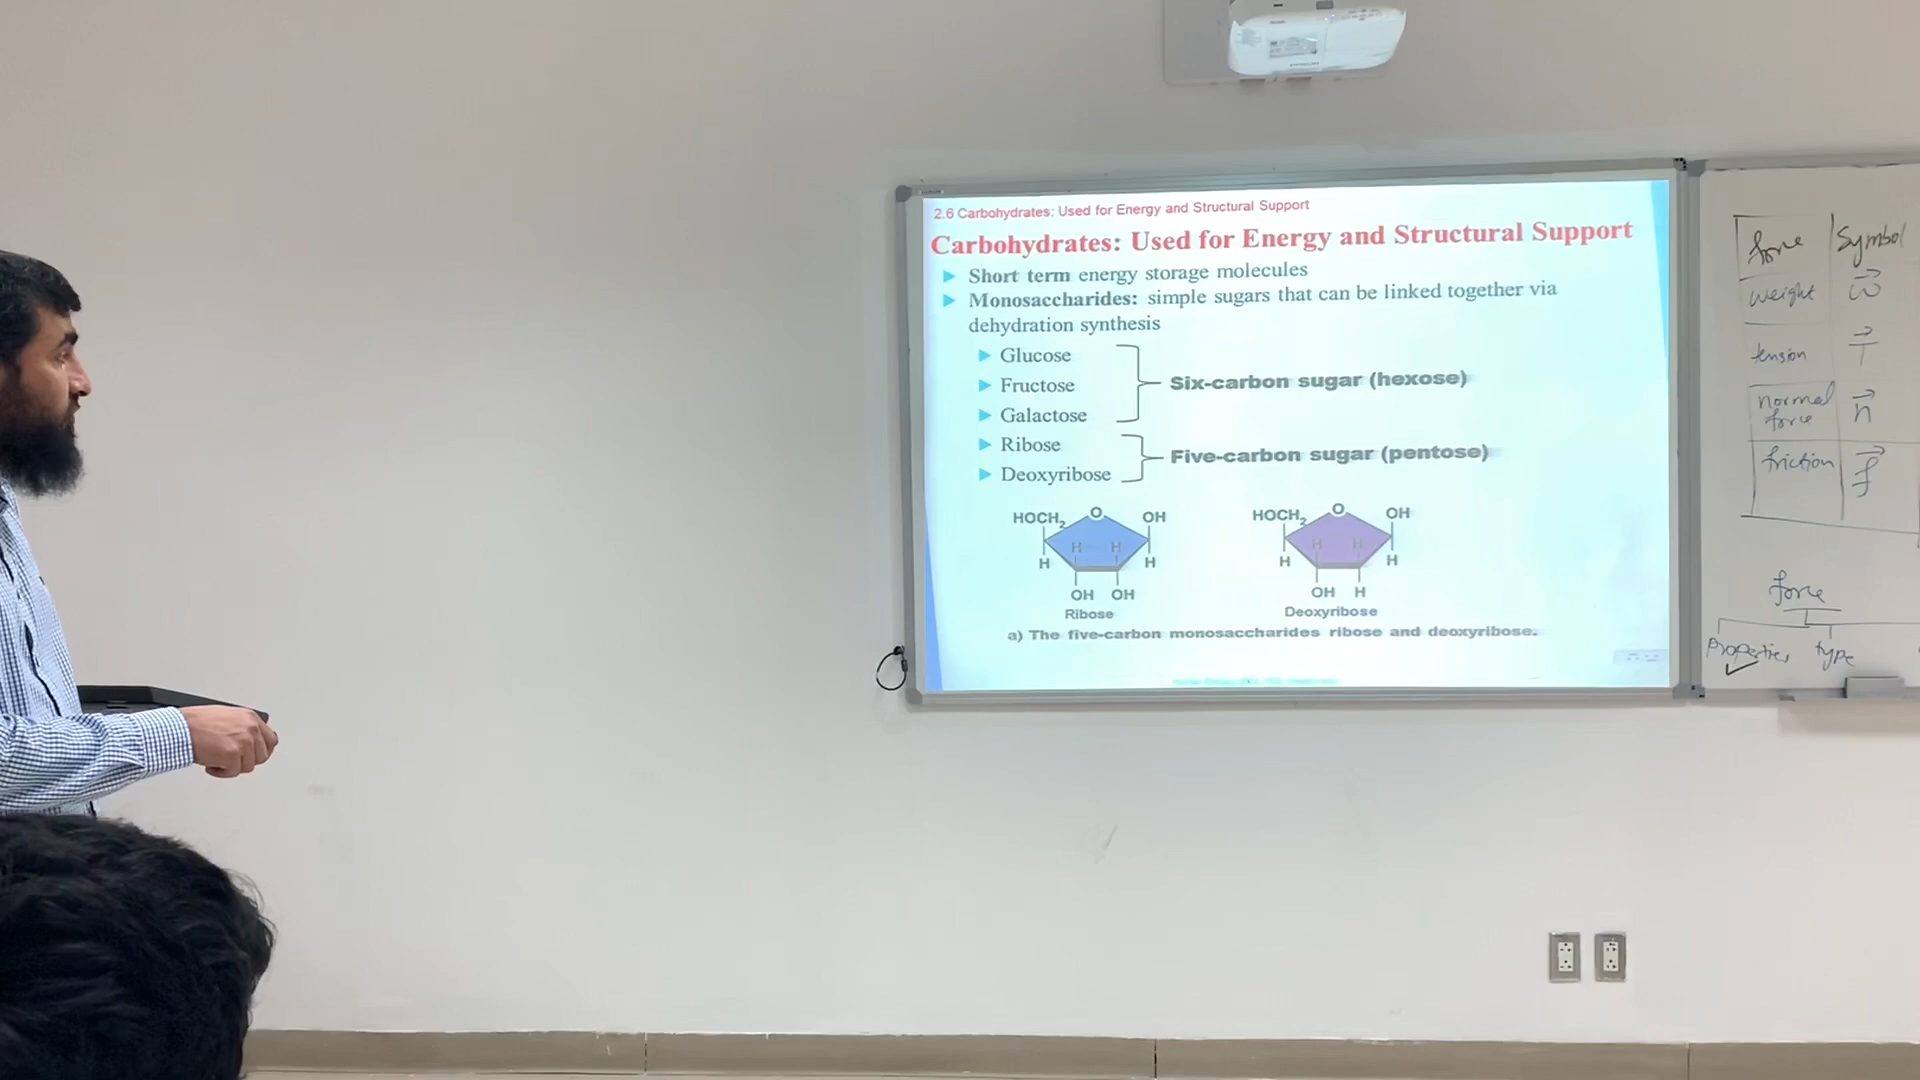 2.6 Carbohydrates: Used for Energy and Structural Support
Carbohydrates: Used for Energy and Structural Support
Short term energy storage molecules
Monosaccharides: simple sugars that can be linked together via
dehydration synthesis
Glucose
Fructose
Galactose
Six-carbon sugar (hexose)
Ribose
Deoxyribose
Five-carbon sugar (pentose)
HOCH2 O OH
H H H H
OH OH
Ribose
HOCH2 O OH
H H H H
OH H
Deoxyribose
a) The five-carbon monosaccharides ribose and deoxyribose.
force Symbol
weight w
tension T
normal force n
friction f
force
Properties type